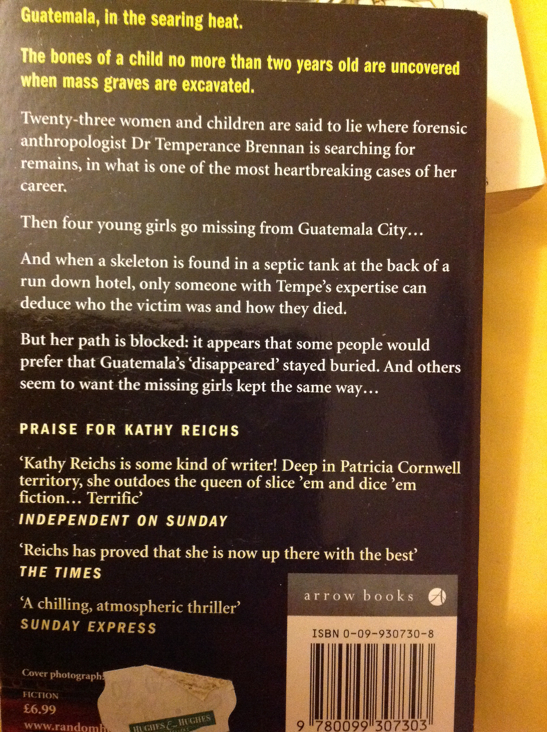 Guatemala, in the searing heat.
The bones of a child no more than two years old are uncovered
when mass graves are excavated.
Twenty-three women and children are said to lie where forensic
anthropologist Dr Temperance Brennan is searching for
remains, in what is one of the most heartbreaking cases of her
career.
Then four young girls go missing from Guatemala City…
And when a skeleton is found in a septic tank at the back of a
run down hotel, only someone with Tempe's expertise can
deduce who the victim was and how they died.
But her path is blocked: it appears that some people would
prefer that Guatemala's 'disappeared' stayed buried. And others
seem to want the missing girls kept the same way…
PRAISE FOR KATHY REICHS
'Kathy Reichs is some kind of writer! Deep in Patricia Cornwell
territory, she outdoes the queen of slice 'em and dice 'em
fiction… Terrific'
INDEPENDENT ON SUNDAY
'Reichs has proved that she is now up there with the best'
THE TIMES
'A chilling, atmospheric thriller'
SUNDAY EXPRESS
arrow books
ISBN 0-09-930730-8
9 780099 307303
Cover photograph
FICTION
£6.99
www.randomh
HUGHES & HUGHES